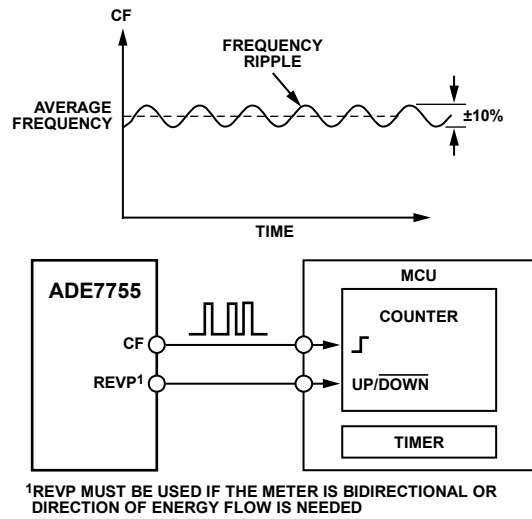 CF
FREQUENCY
RIPPLE
AVERAGE
FREQUENCY
±10%
TIME
ADE7755
MCU
COUNTER
CF
REVP1
UP/DOWN
TIMER
1REVP MUST BE USED IF THE METER IS BIDIRECTIONAL OR
DIRECTION OF ENERGY FLOW IS NEEDED